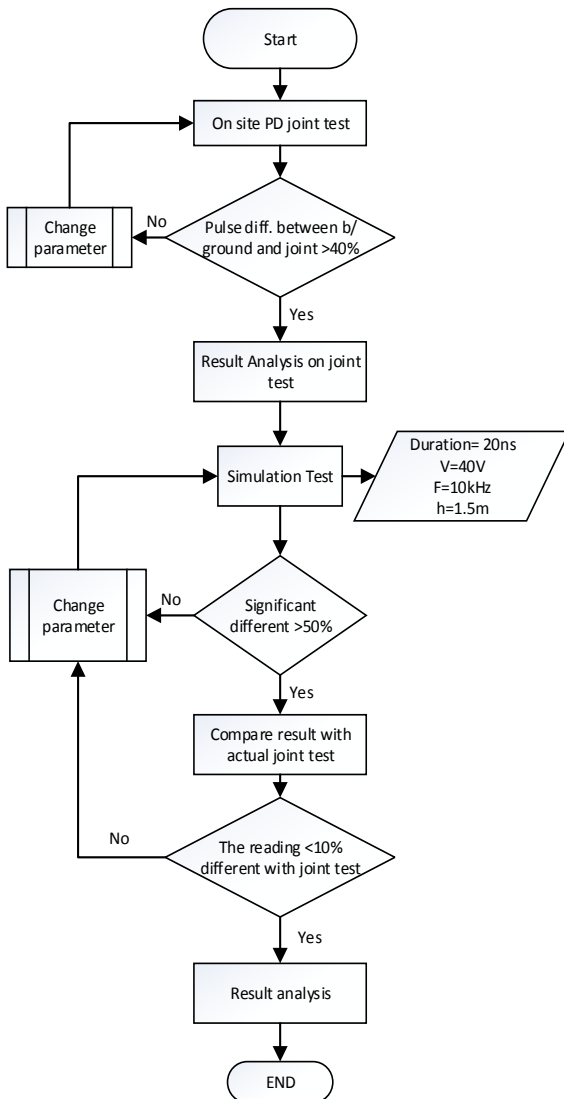 Start
On site PD joint test
No
Change
parameter
Pulse diff. between b/
ground and joint >40%
Yes
Result Analysis on joint
test
Simulation Test
Duration= 20ns
V=40V
F=10kHz
h=1.5m
No
Change
parameter
Significant
different >50%
Yes
Compare result with
actual joint test
No
The reading <10%
different with joint test
Yes
Result analysis
END